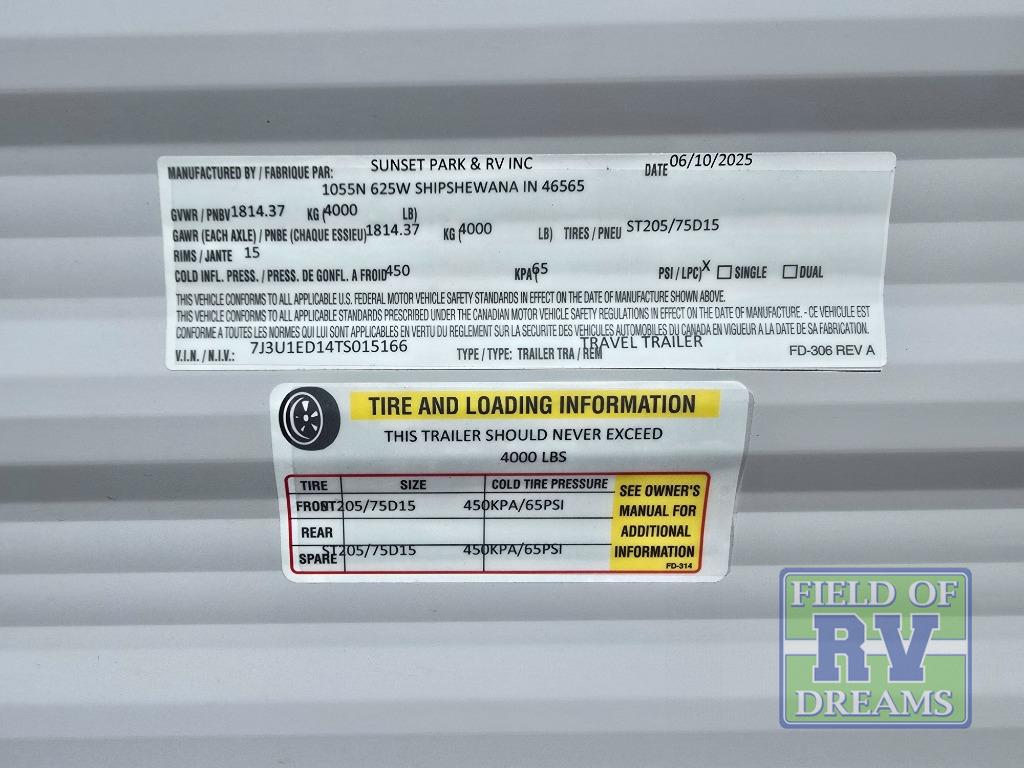 MANUFACTURED BY / FABRIQUE PAR: SUNSET PARK & RV INC DATE 06/10/2025
1055N 625W SHIPSHEWANA IN 46565
GVWR / PNBV 1814.37 KG (4000 LB)
GAWR (EACH AXLE) / PNBE (CHAQUE ESSIEU) 1814.37 KG (4000 LB) TIRES / PNEU ST205/75D15
RIMS / JANTE 15
COLD INFL. PRESS. / PRESS. DE GONFL. A FROID 450 KPA (65 PSI / LPC) X SINGLE DUAL
THIS VEHICLE CONFORMS TO ALL APPLICABLE U.S. FEDERAL MOTOR VEHICLE SAFETY STANDARDS IN EFFECT ON THE DATE OF MANUFACTURE SHOWN ABOVE.
THIS VEHICLE CONFORMS TO ALL APPLICABLE STANDARDS PRESCRIBED UNDER THE CANADIAN MOTOR VEHICLE SAFETY REGULATIONS IN EFFECT ON THE DATE OF MANUFACTURE. - CE VEHICULE EST
CONFORME A TOUTES LES NORMES QUI LUI SONT APPLICABLES EN VERTU DU REGLEMENT SUR LA SECURITE DES VEHICULES AUTOMOBILES DU CANADA EN VIGUEUR A LA DATE DE SA FABRICATION.
V.I.N. / N.I.V.: 7J3U1ED14TS015166 TYPE / TYPE: TRAILER TRA / REM TRAVEL TRAILER FD-306 REV A
TIRE AND LOADING INFORMATION
THIS TRAILER SHOULD NEVER EXCEED
4000 LBS
TIRE SIZE COLD TIRE PRESSURE
FRONT ST205/75D15 450KPA/65PSI
REAR
SPARE ST205/75D15 450KPA/65PSI
SEE OWNER'S
MANUAL FOR
ADDITIONAL
INFORMATION
FD-314
FIELD OF
RV
DREAMS